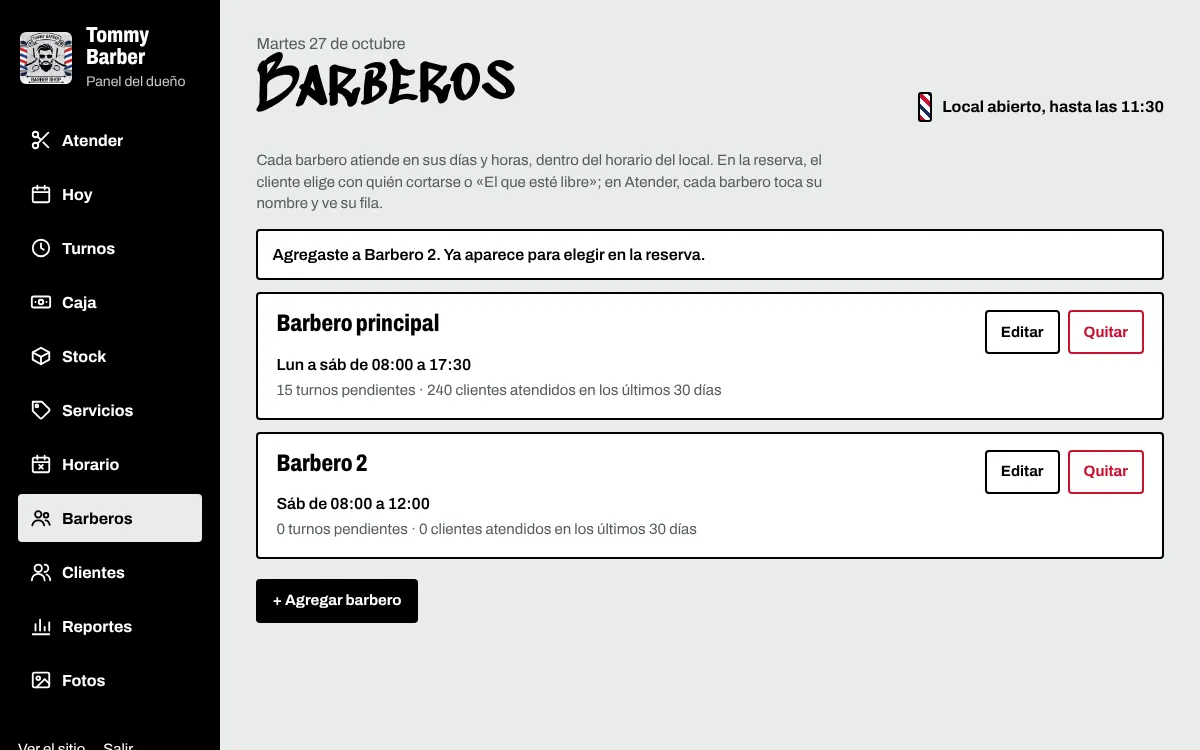 Tommy
Barber
Panel del dueño
Atender
Hoy
Turnos
Caja
Stock
Servicios
Horario
Barberos
Clientes
Reportes
Fotos
Ver el sitio Salir
Martes 27 de octubre
BARBEROS
Local abierto, hasta las 11:30
Cada barbero atiende en sus días y horas, dentro del horario del local. En la reserva, el
cliente elige con quién cortarse o «El que esté libre»; en Atender, cada barbero toca su
nombre y ve su fila.
Agregaste a Barbero 2. Ya aparece para elegir en la reserva.
Barbero principal
Editar Quitar
Lun a sáb de 08:00 a 17:30
15 turnos pendientes · 240 clientes atendidos en los últimos 30 días
Barbero 2
Editar Quitar
Sáb de 08:00 a 12:00
0 turnos pendientes · 0 clientes atendidos en los últimos 30 días
+ Agregar barbero